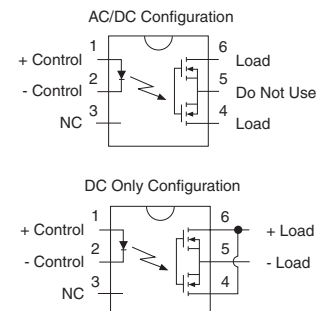 AC/DC Configuration
1 6
+ Control Load
2 5
- Control Do Not Use
3 4
NC Load
DC Only Configuration
1 6
+ Control + Load
2 5
- Control - Load
3 4
NC